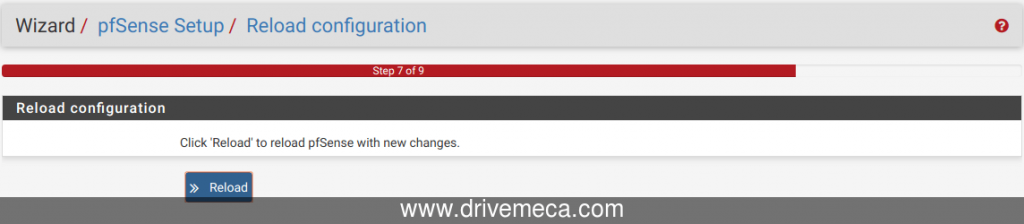 Wizard / pfSense Setup / Reload configuration
Step 7 of 9
Reload configuration
Click 'Reload' to reload pfSense with new changes.
Reload
www.drivemeca.com